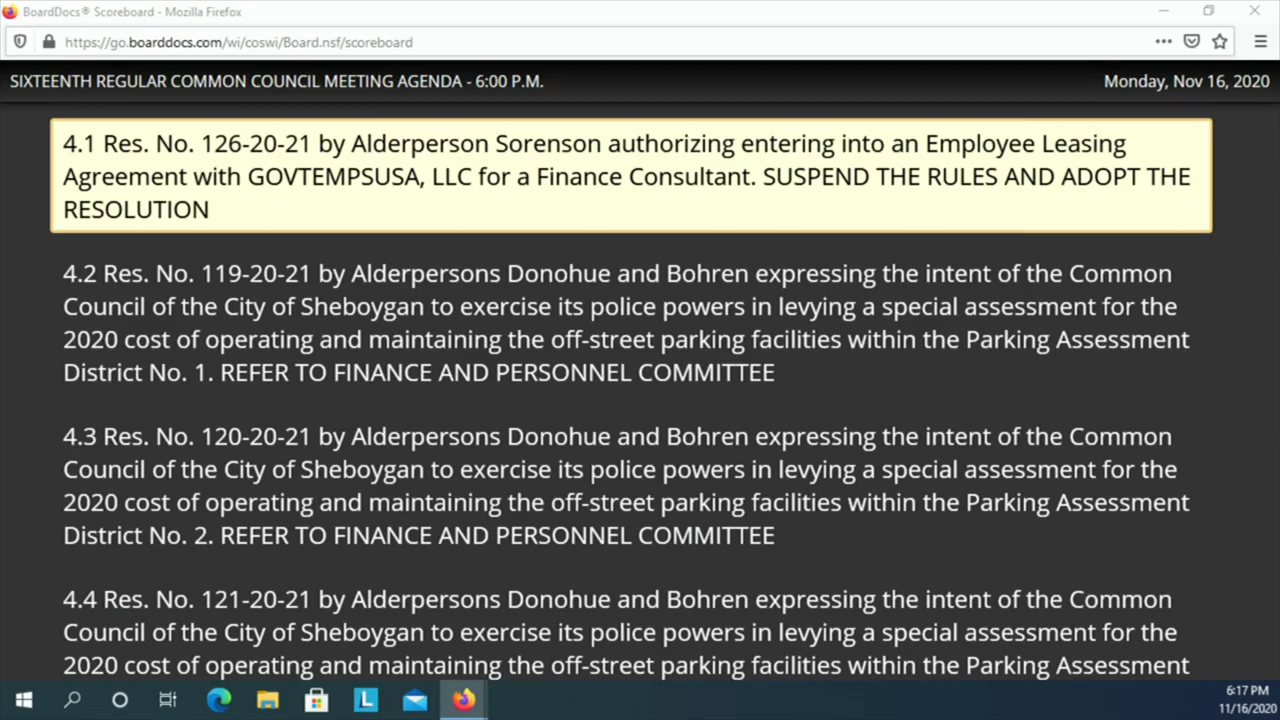 BoardDocs® Scoreboard - Mozilla Firefox
https://go.boarddocs.com/wi/coswi/Board.nsf/scoreboard
SIXTEENTH REGULAR COMMON COUNCIL MEETING AGENDA - 6:00 P.M. Monday, Nov 16, 2020
4.1 Res. No. 126-20-21 by Alderperson Sorenson authorizing entering into an Employee Leasing
Agreement with GOVTEMPSUSA, LLC for a Finance Consultant. SUSPEND THE RULES AND ADOPT THE
RESOLUTION
4.2 Res. No. 119-20-21 by Alderpersons Donohue and Bohren expressing the intent of the Common
Council of the City of Sheboygan to exercise its police powers in levying a special assessment for the
2020 cost of operating and maintaining the off-street parking facilities within the Parking Assessment
District No. 1. REFER TO FINANCE AND PERSONNEL COMMITTEE
4.3 Res. No. 120-20-21 by Alderpersons Donohue and Bohren expressing the intent of the Common
Council of the City of Sheboygan to exercise its police powers in levying a special assessment for the
2020 cost of operating and maintaining the off-street parking facilities within the Parking Assessment
District No. 2. REFER TO FINANCE AND PERSONNEL COMMITTEE
4.4 Res. No. 121-20-21 by Alderpersons Donohue and Bohren expressing the intent of the Common
Council of the City of Sheboygan to exercise its police powers in levying a special assessment for the
2020 cost of operating and maintaining the off-street parking facilities within the Parking Assessment
L
6:17 PM
11/16/2020